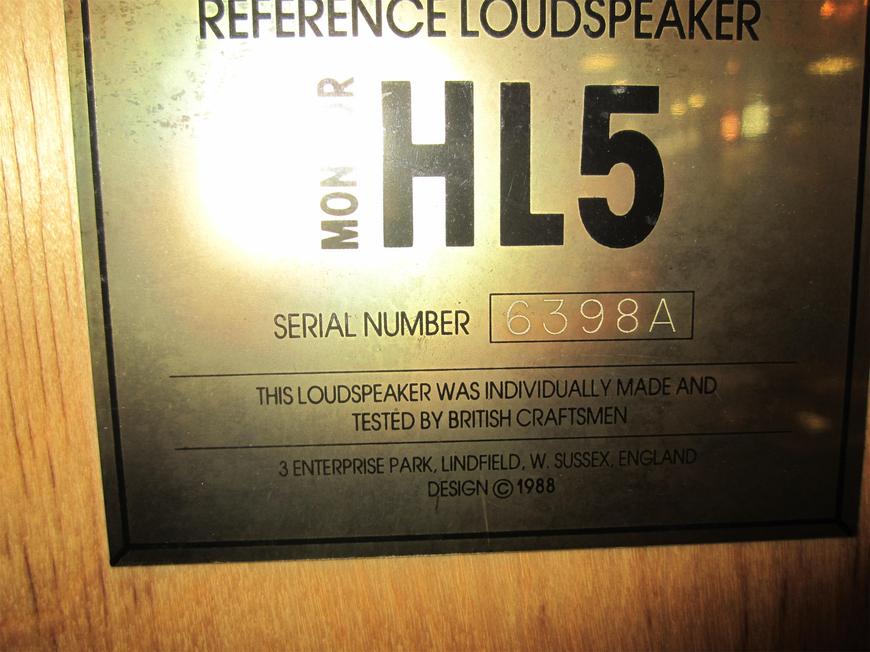 REFERENCE LOUDSPEAKER
HL5
SERIAL NUMBER 6398A
THIS LOUDSPEAKER WAS INDIVIDUALLY MADE AND
TESTED BY BRITISH CRAFTSMEN
3 ENTERPRISE PARK, LINDFIELD, W. SUSSEX, ENGLAND
DESIGN © 1988